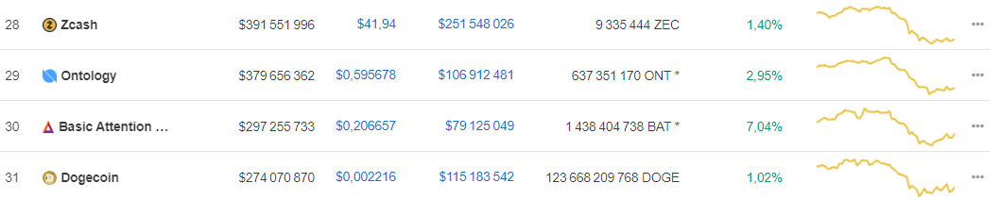 28 Zcash $391 551 996 $41,94 $251 548 026 9 335 444 ZEC 1,40%
29 Ontology $379 656 362 $0,595678 $106 912 481 637 351 170 ONT * 2,95%
30 Basic Attention … $297 255 733 $0,206657 $79 125 049 1 438 404 738 BAT * 7,04%
31 Dogecoin $274 070 870 $0,002216 $115 183 542 123 668 209 768 DOGE 1,02%